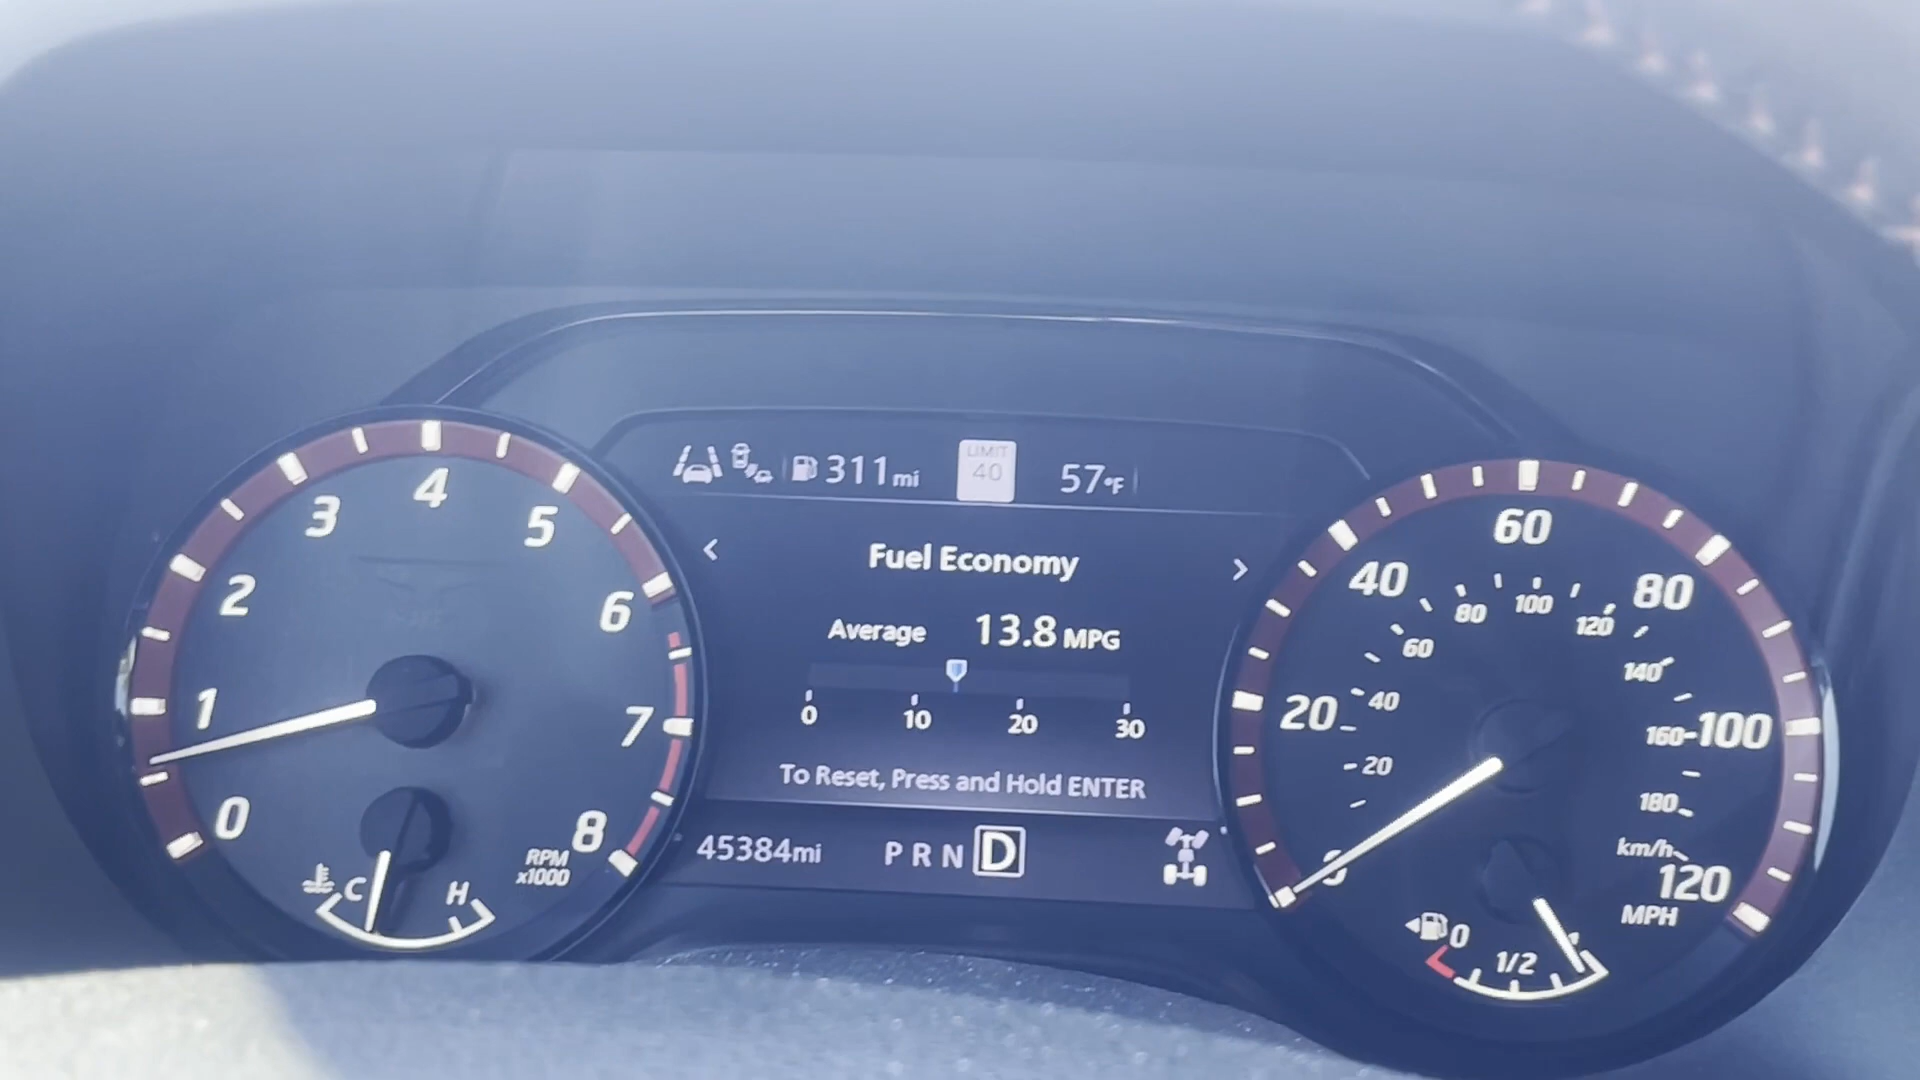 311mi
LIMIT
40
57°F
Fuel Economy
Average 13.8 MPG
0 10 20 30
To Reset, Press and Hold ENTER
45384mi
P R N D
0 1 2 3 4 5 6 7 8
RPM
x1000
C H
0 20 40 60 80 100 120
MPH
20 40 60 80 100 120 140 160 180
km/h
0 1/2 1